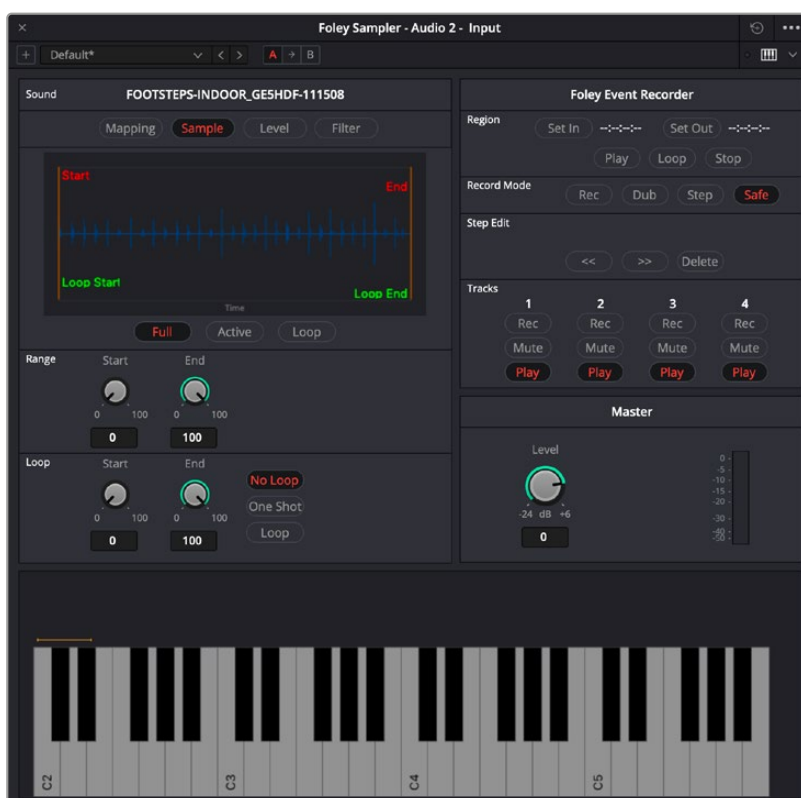 Foley Sampler - Audio 2 - Input
Default*
A B
Sound FOOTSTEPS-INDOOR_GE5HDF-111508
Mapping Sample Level Filter
Start
End
Loop Start
Loop End
Time
Full Active Loop
Range Start End
0 100 0 100
0 100
Loop Start End
0 100 0 100
0 100
No Loop
One Shot
Loop
Foley Event Recorder
Region Set In --:--:--:-- Set Out --:--:--:--
Play Loop Stop
Record Mode Rec Dub Step Safe
Step Edit
<< >> Delete
Tracks
1 2 3 4
Rec Rec Rec Rec
Mute Mute Mute Mute
Play Play Play Play
Master
Level
-24 dB +6
0
0
-5
-10
-15
-20
-30
-40
-50
C2 C3 C4 C5